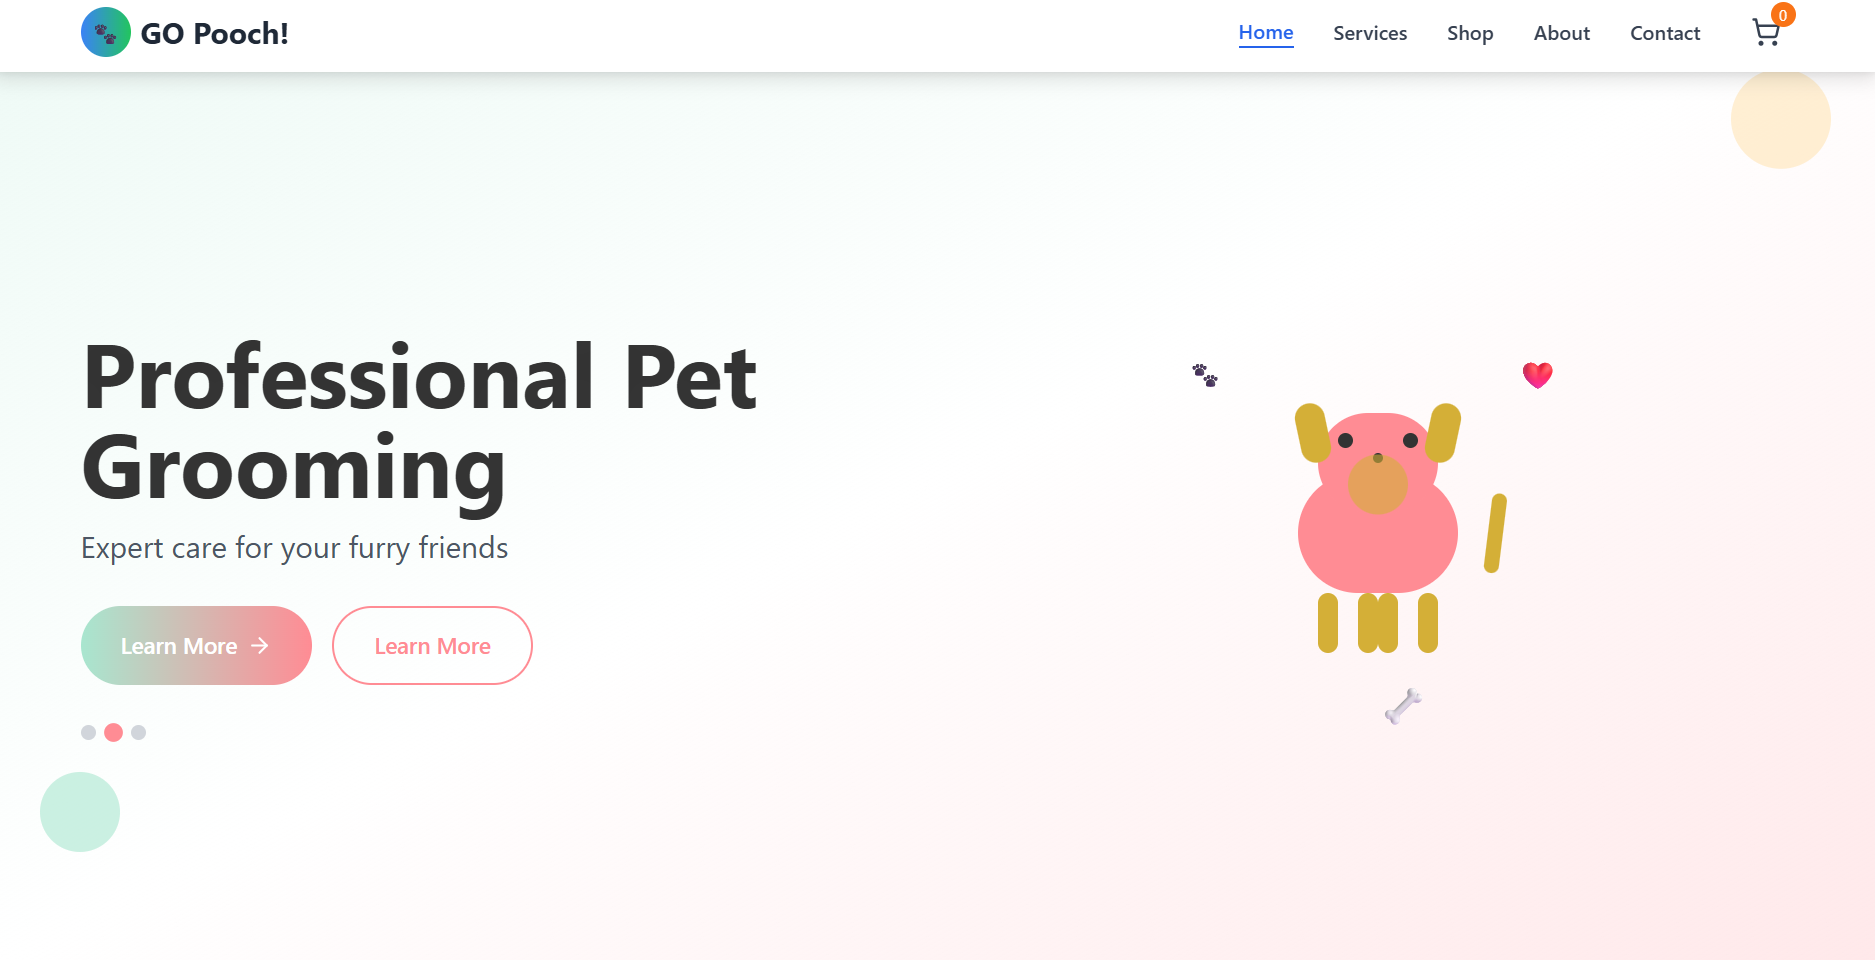 GO Pooch!
Home
Services
Shop
About
Contact
0
Professional Pet
Grooming
Expert care for your furry friends
Learn More →
Learn More